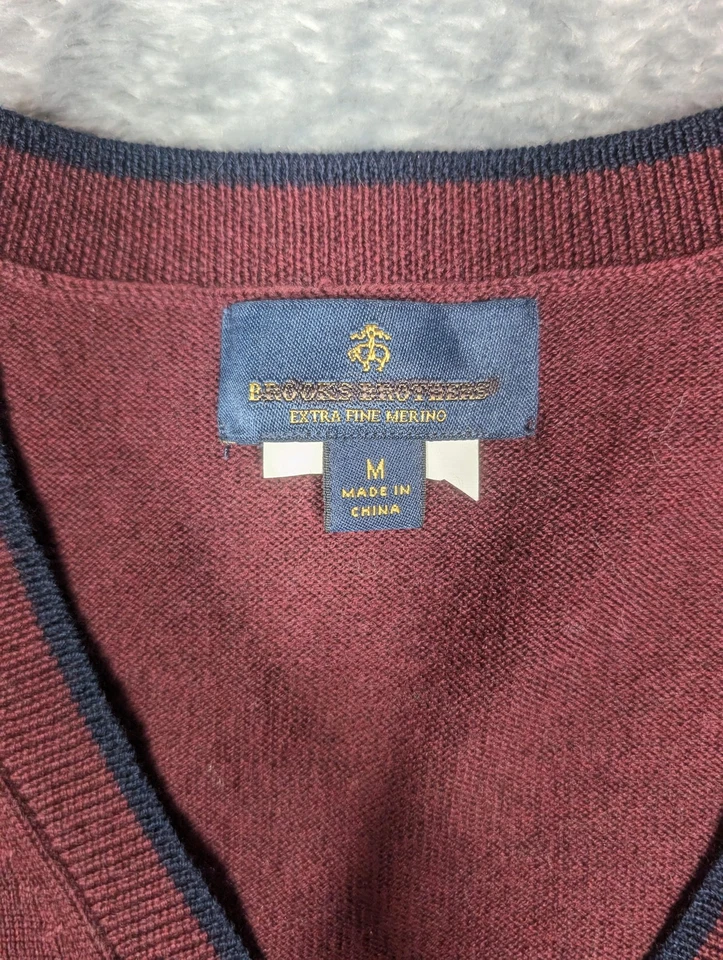 BROOKS BROTHERS®
EXTRA FINE MERINO
M
MADE IN
CHINA